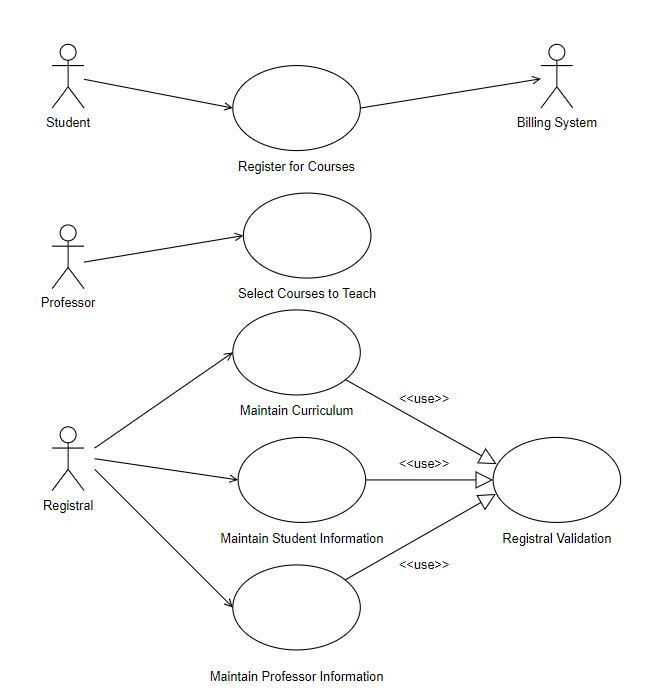 Student
Billing System
Register for Courses
Professor
Select Courses to Teach
<<use>>
Maintain Curriculum
<<use>>
Registral
Maintain Student Information
Registral Validation
<<use>>
Maintain Professor Information